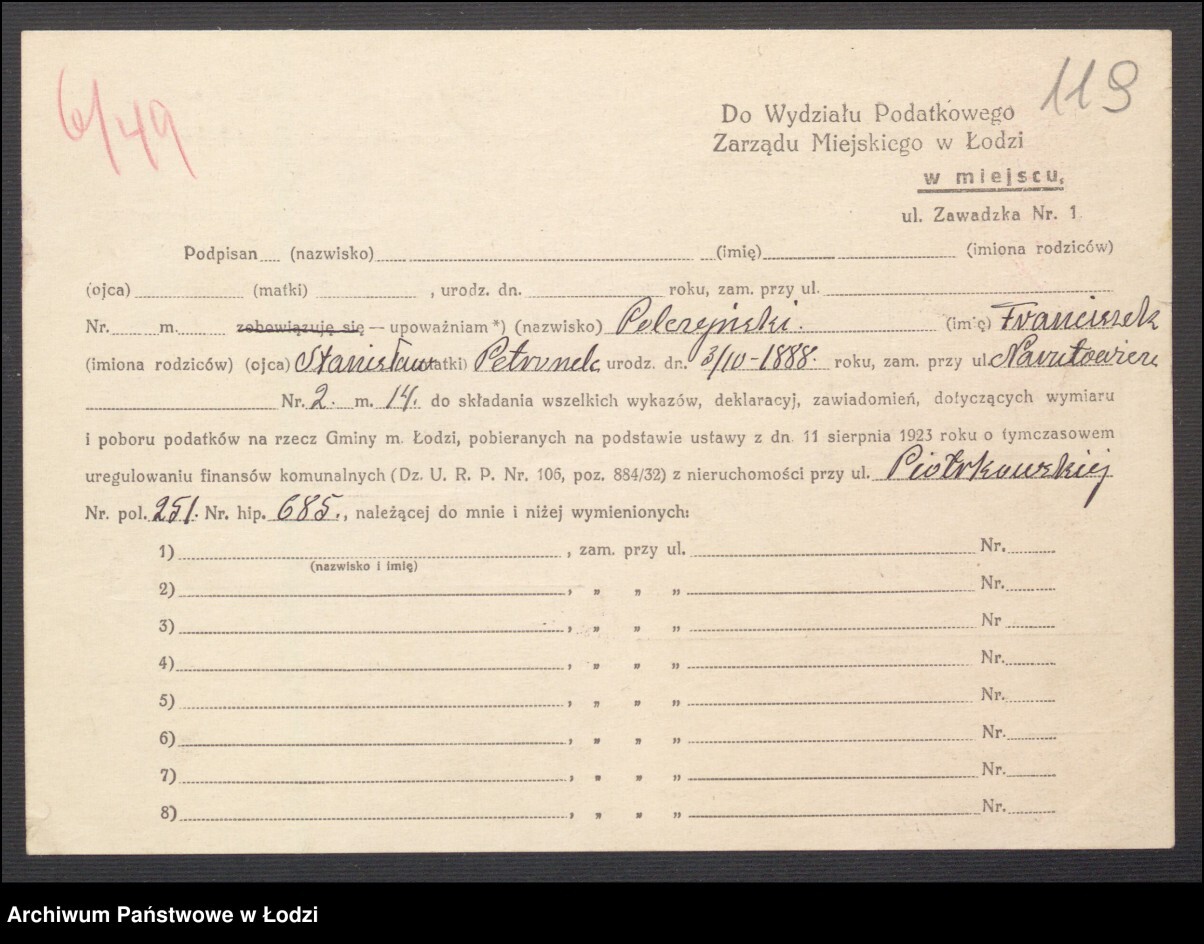 6/49
119
Do Wydziału Podatkowego
Zarządu Miejskiego w Łodzi
w miejscu,
ul. Zawadzka Nr. 1
Podpisan (nazwisko) (imię) (imiona rodziców)
(ojca) (matki) , urodz. dn. roku, zam. przy ul.
Nr. m. zobowiązuję się — upoważniam *) (nazwisko) Pelczyński. (imię) Franciszek
(imiona rodziców) (ojca) Stanisław matki) Petronela urodz. dn. 3/IV-1888. roku, zam. przy ul. Narutowicza
Nr. 2. m. 14. do składania wszelkich wykazów, deklaracyj, zawiadomień, dotyczących wymiaru
i poboru podatków na rzecz Gminy m. Łodzi, pobieranych na podstawie ustawy z dn. 11 sierpnia 1923 roku o tymczasowem
uregulowaniu finansów komunalnych (Dz. U. R. P. Nr. 106, poz. 884/32) z nieruchomości przy ul. Piotrkowskiej
Nr. pol. 251. Nr. hip. 685., należącej do mnie i niżej wymienionych:
1) , zam. przy ul. Nr.
(nazwisko i imię)
2) , „ „ „ Nr.
3) , „ „ „ Nr
4) , „ „ „ Nr.
5) , „ „ „ Nr.
6) , „ „ „ Nr.
7) , „ „ „ Nr.
8) , „ „ „ Nr.
Archiwum Państwowe w Łodzi